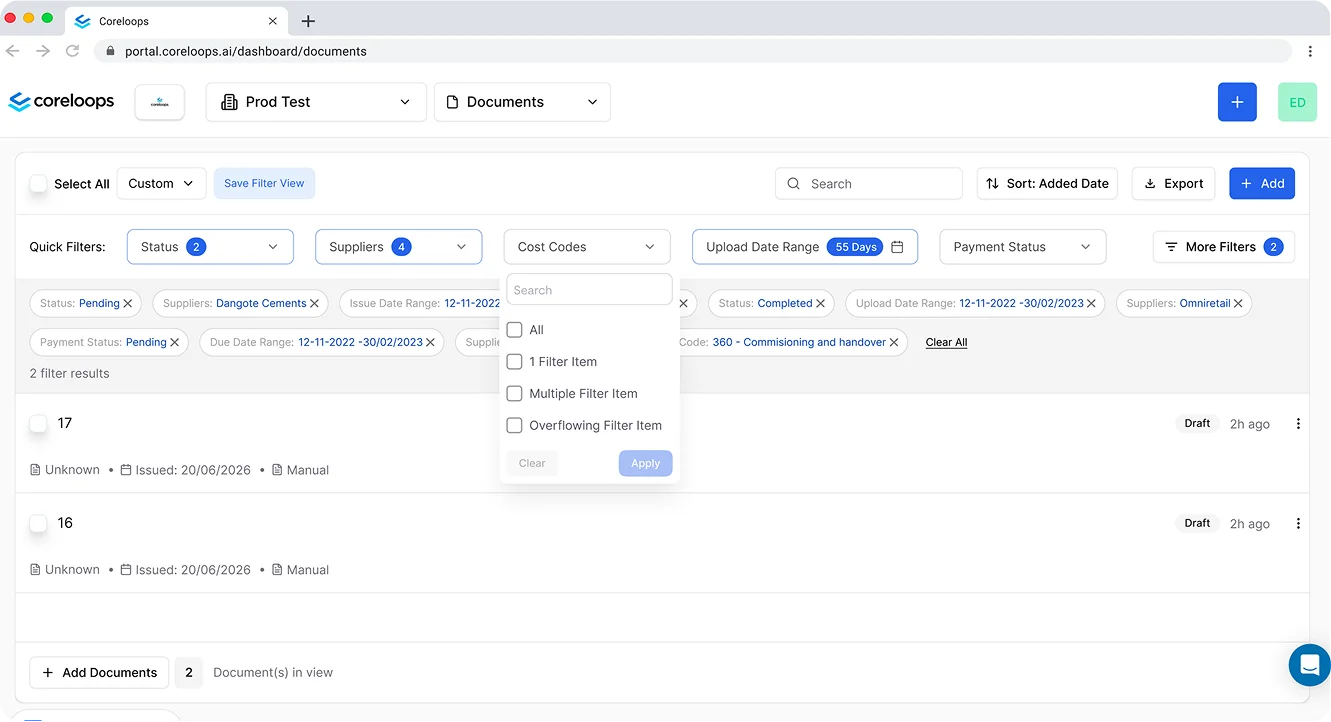 Coreloops
portal.coreloops.ai/dashboard/documents
coreloops
coreloops
Prod Test
Documents
ED
Select All
Custom
Save Filter View
Search
Sort: Added Date
Export
Add
Quick Filters:
Status 2
Suppliers 4
Cost Codes
Upload Date Range 55 Days
Payment Status
More Filters 2
Status: Pending
Suppliers: Dangote Cements
Issue Date Range: 12-11-2022
Status: Completed
Upload Date Range: 12-11-2022 -30/02/2023
Suppliers: Omniretail
Payment Status: Pending
Due Date Range: 12-11-2022 -30/02/2023
Code: 360 - Commisioning and handover
Clear All
2 filter results
Search
All
1 Filter Item
Multiple Filter Item
Overflowing Filter Item
Clear
Apply
17
Draft
2h ago
Unknown • Issued: 20/06/2026 • Manual
16
Draft
2h ago
Unknown • Issued: 20/06/2026 • Manual
+ Add Documents
2
Document(s) in view